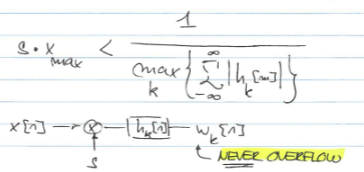 s · x_max < 1 / max_k { Σ_{-∞}^{∞} |h_k[m]| }
x[n] → ⊗ → h_k[n] — w_k[n]
s NEVER OVERFLOW